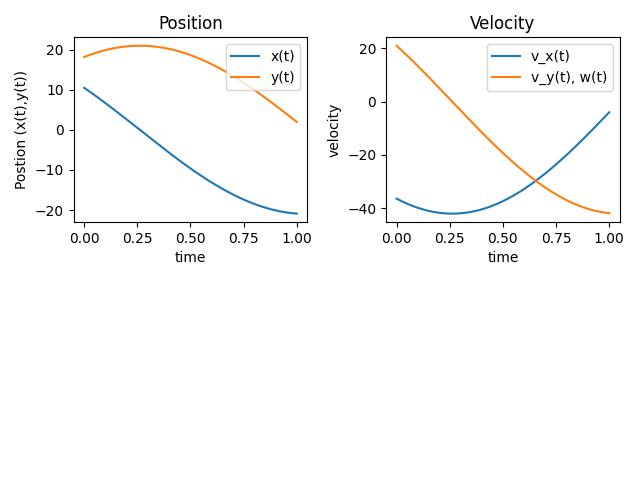 Position
Postion (x(t),y(t))
20
10
0
−10
−20
x(t)
y(t)
0.00 0.25 0.50 0.75 1.00
time
Velocity
velocity
20
0
−20
−40
v_x(t)
v_y(t), w(t)
0.00 0.25 0.50 0.75 1.00
time